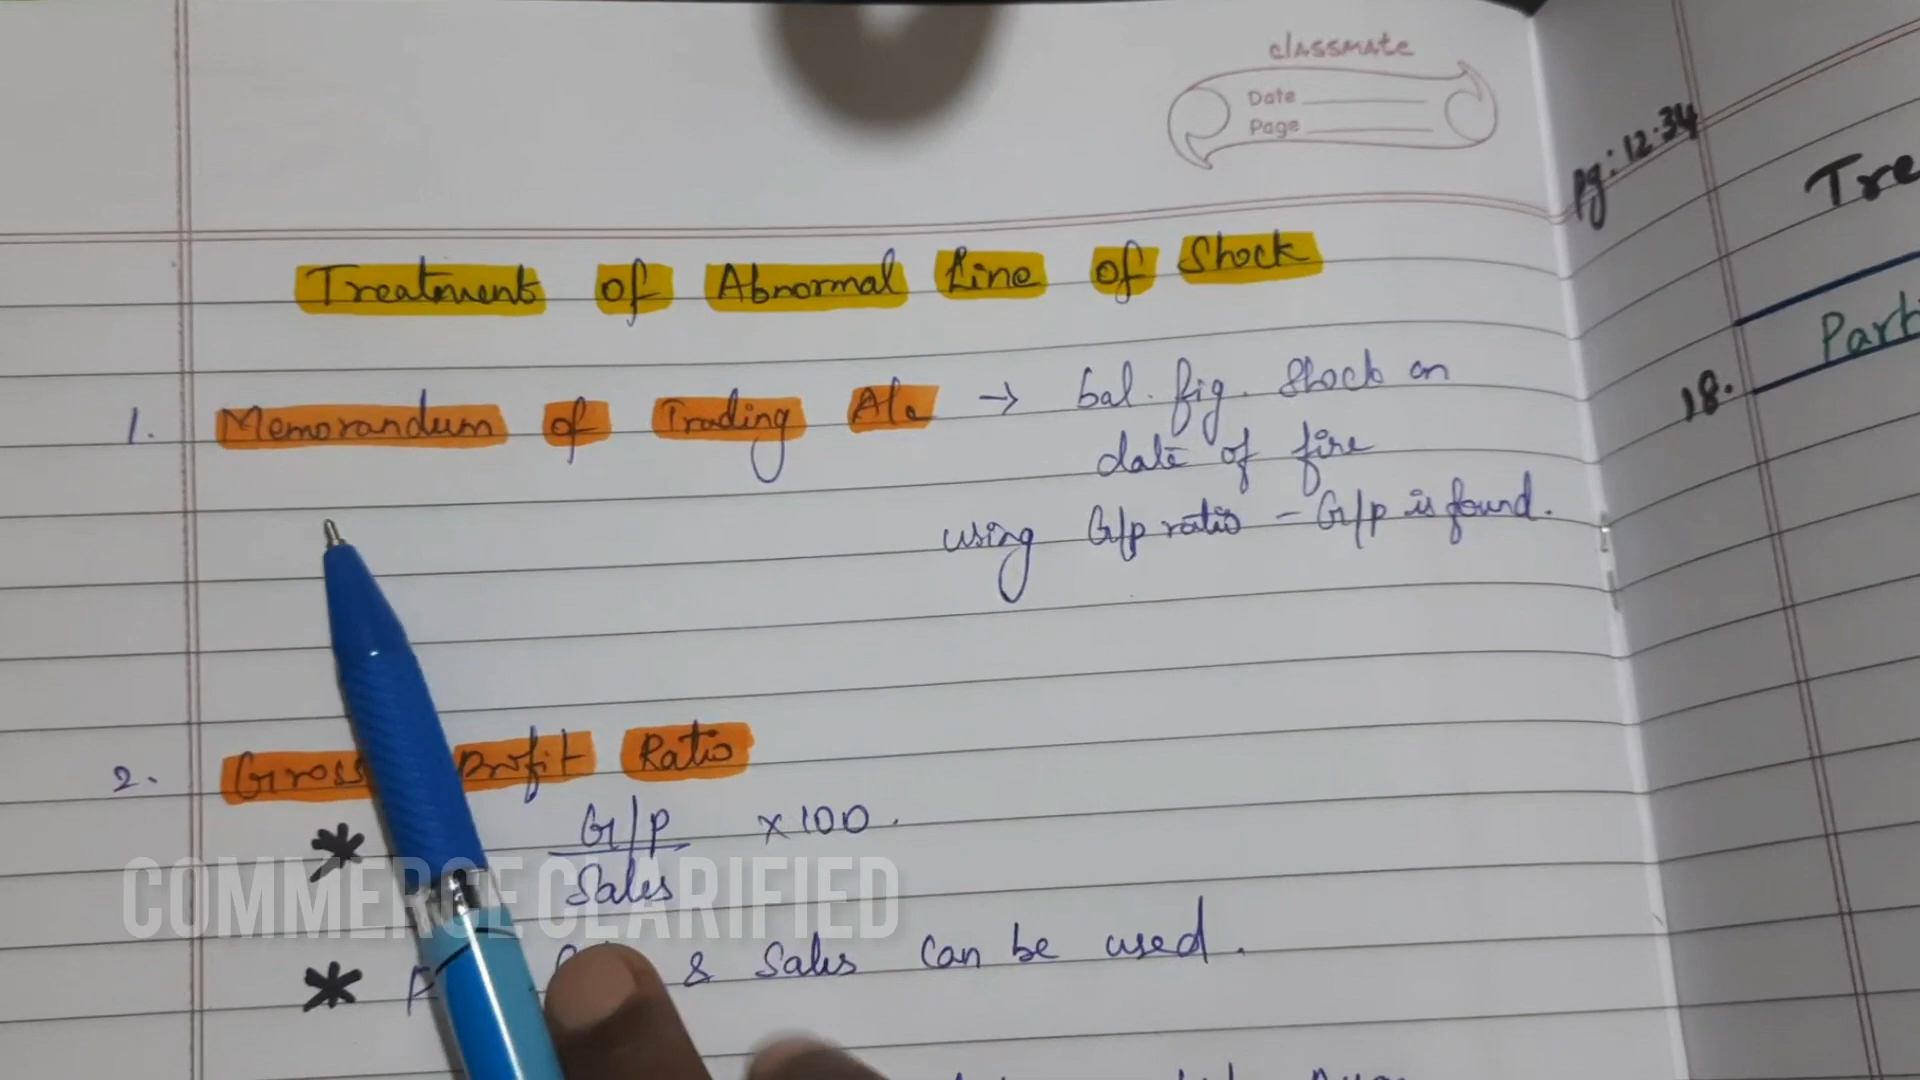 classmate
Date
Page
pg: 12.34
Treatment of Abnormal Line of Stock
1. Memorandum of Trading A/c → bal. fig. Stock on
date of fire
using G/p ratio - G/p is found.
2. Gross Profit Ratio
* G/P × 100.
Sales
* & Sales can be used.
COMMERCE CLARIFIED
Tre
Parti
18.